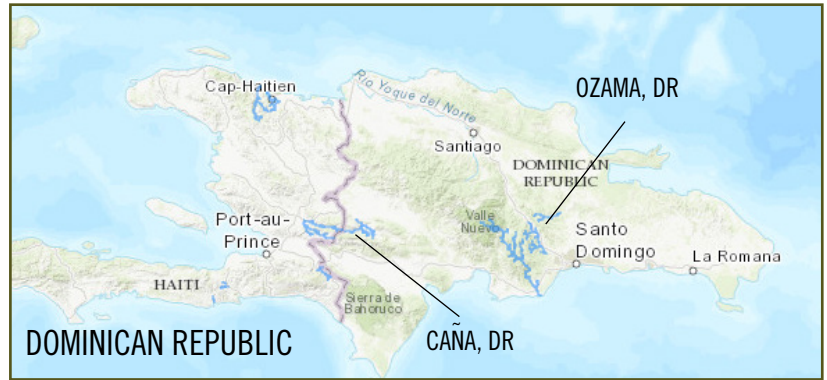 Cap-Haitien
Rio Yoque del Norte
OZAMA, DR
Santiago
DOMINICAN
REPUBLIC
Port-au-
Prince
Valle
Nuevo
Santo
Domingo
La Romana
HAITI
Sierra de
Bahoruco
DOMINICAN REPUBLIC
CAÑA, DR